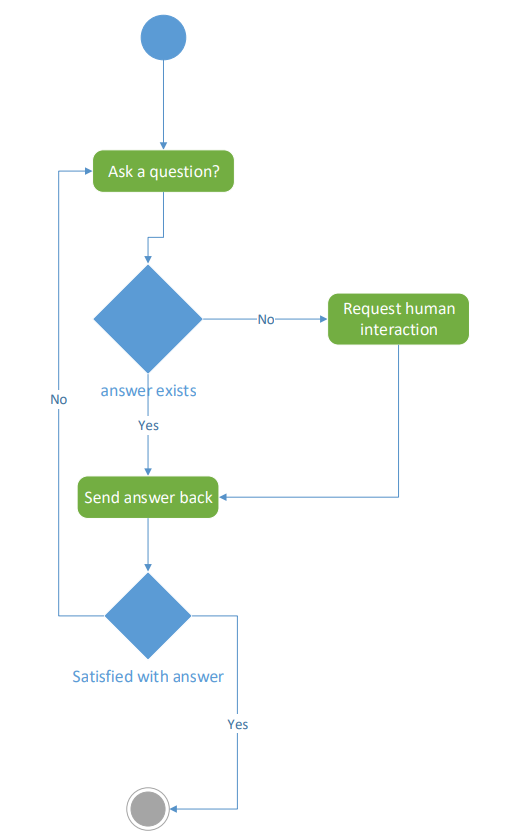 Ask a question?
Request human
interaction
No
answer exists
No
Yes
Send answer back
Satisfied with answer
Yes